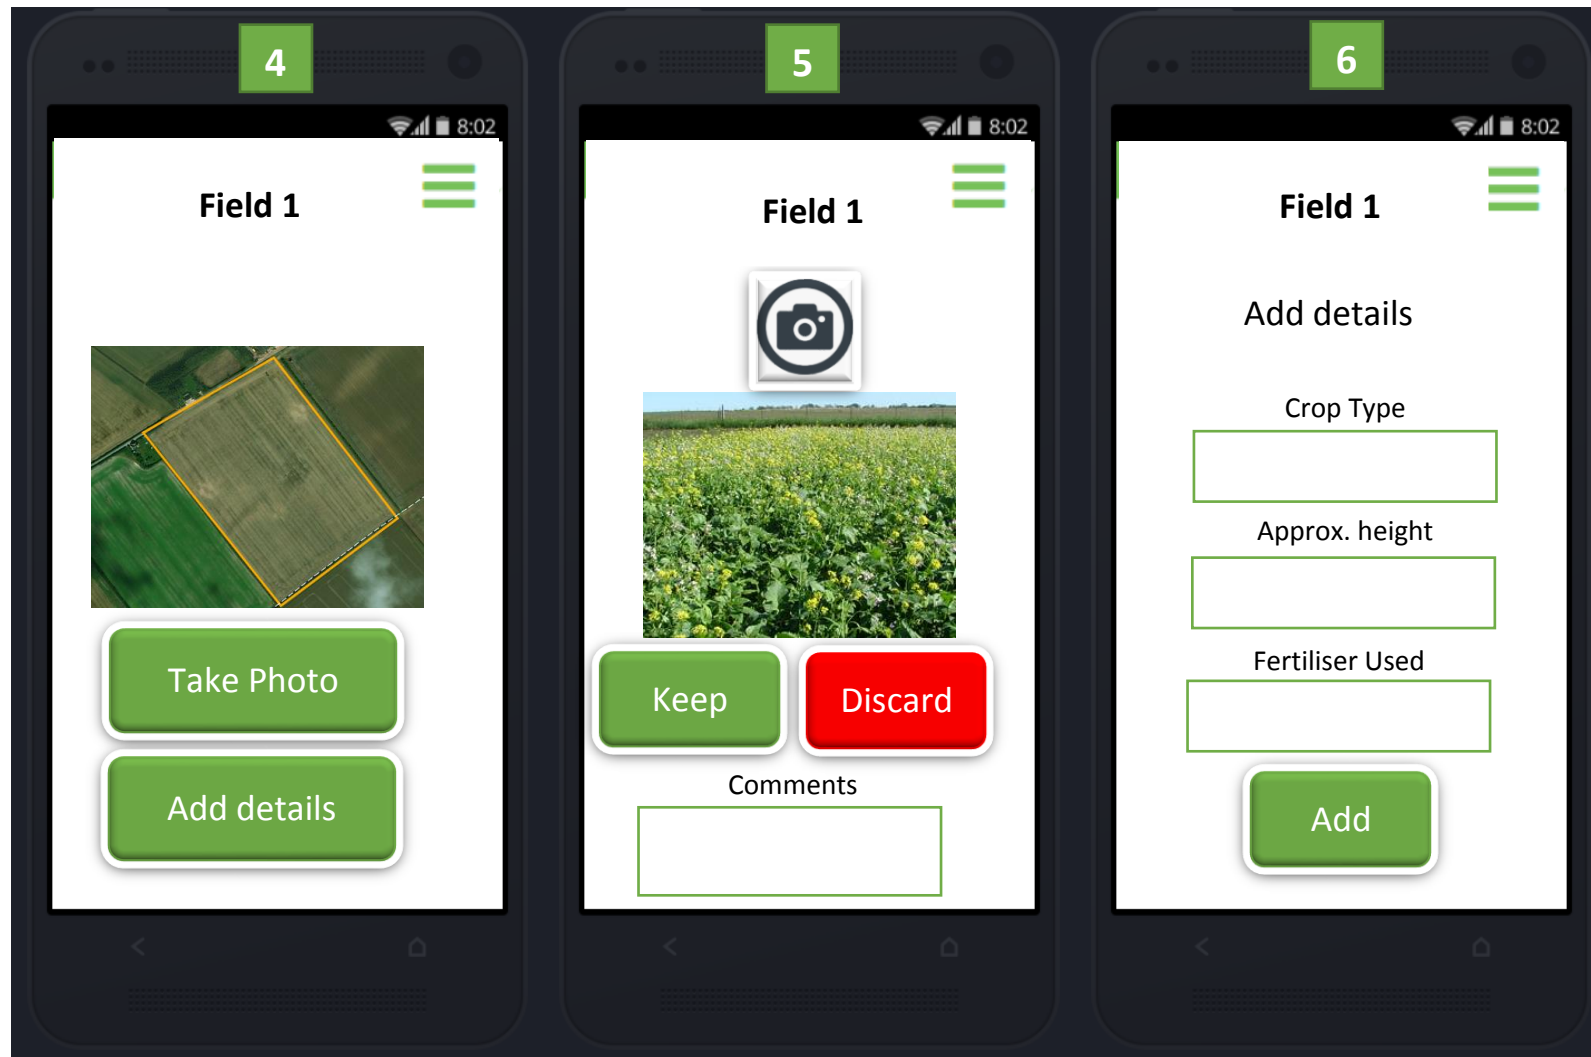 4
8:02
Field 1
Take Photo
Add details
5
8:02
Field 1
Keep
Discard
Comments
6
8:02
Field 1
Add details
Crop Type
Approx. height
Fertiliser Used
Add